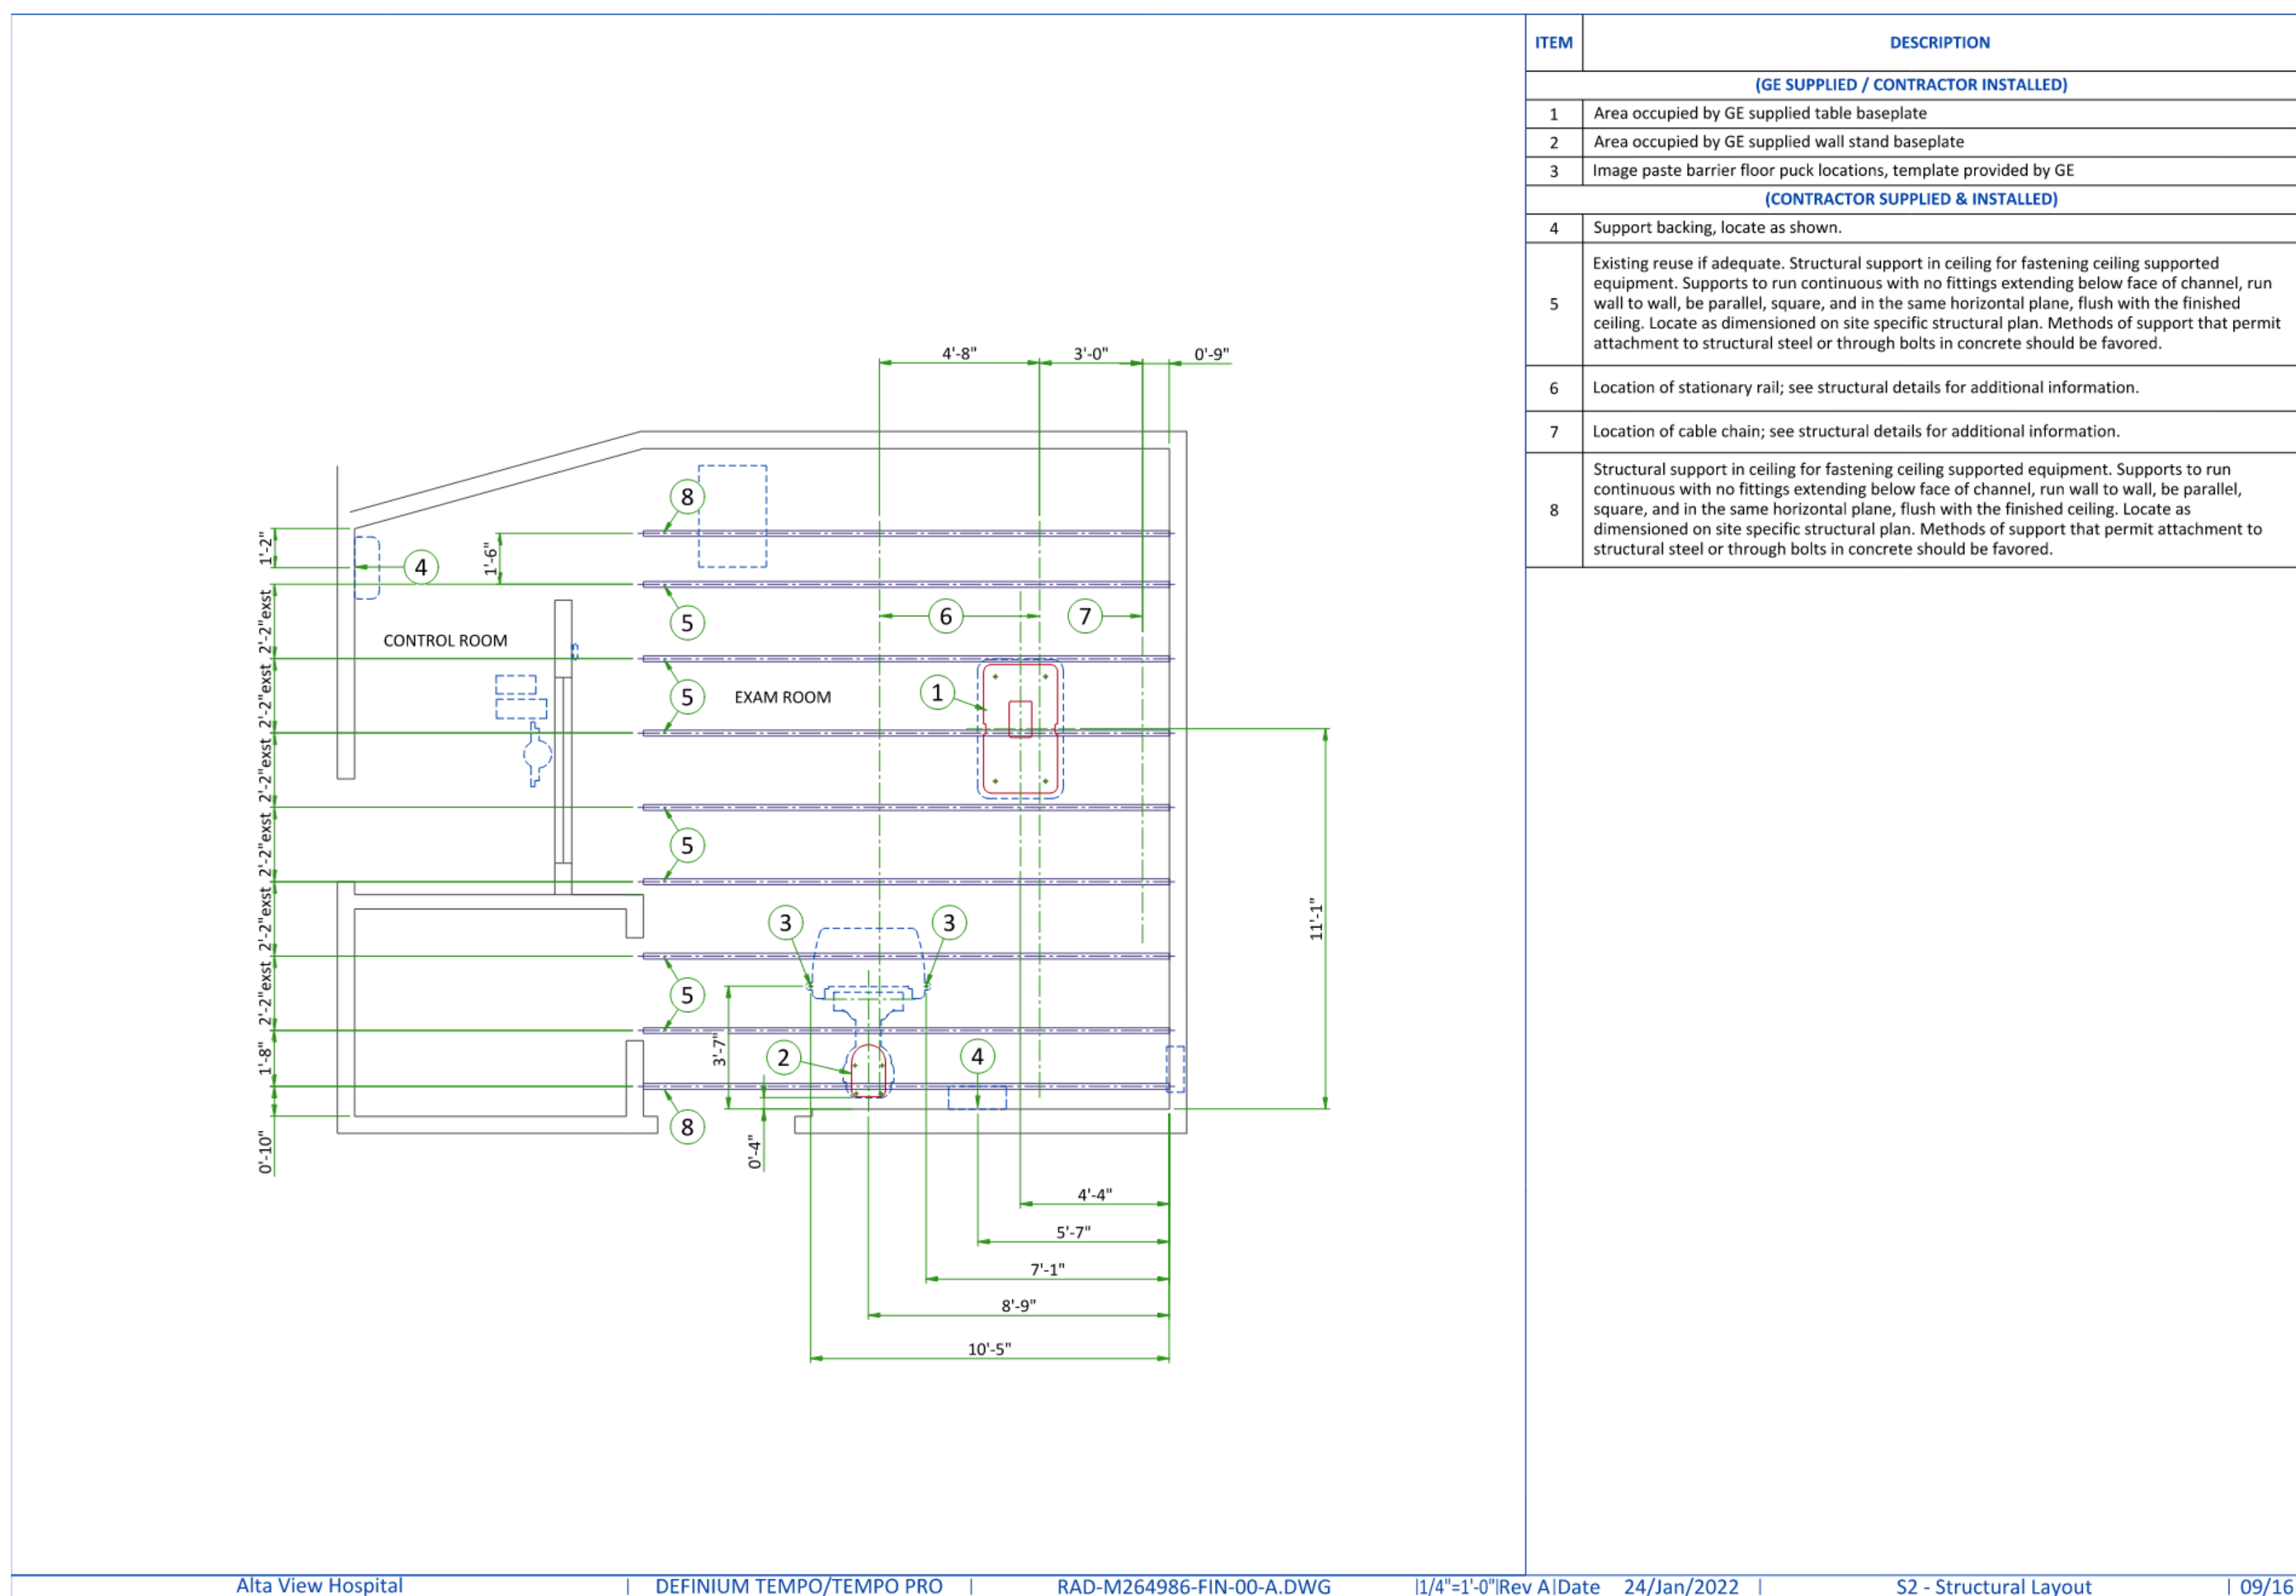 ITEM DESCRIPTION
(GE SUPPLIED / CONTRACTOR INSTALLED)
1 Area occupied by GE supplied table baseplate
2 Area occupied by GE supplied wall stand baseplate
3 Image paste barrier floor puck locations, template provided by GE
(CONTRACTOR SUPPLIED & INSTALLED)
4 Support backing, locate as shown.
5 Existing reuse if adequate. Structural support in ceiling for fastening ceiling supported
equipment. Supports to run continuous with no fittings extending below face of channel, run
wall to wall, be parallel, square, and in the same horizontal plane, flush with the finished
ceiling. Locate as dimensioned on site specific structural plan. Methods of support that permit
attachment to structural steel or through bolts in concrete should be favored.
6 Location of stationary rail; see structural details for additional information.
7 Location of cable chain; see structural details for additional information.
8 Structural support in ceiling for fastening ceiling supported equipment. Supports to run
continuous with no fittings extending below face of channel, run wall to wall, be parallel,
square, and in the same horizontal plane, flush with the finished ceiling. Locate as
dimensioned on site specific structural plan. Methods of support that permit attachment to
structural steel or through bolts in concrete should be favored.
4'-8" 3'-0" 0'-9"
8
1'-2"
1'-6"
4
5
6
7
2'-2"exst
CONTROL ROOM
2'-2"exst
5
EXAM ROOM
1
2'-2"exst
2'-2"exst
5
2'-2"exst
3
3
11'-1"
2'-2"exst
5
3'-7"
1'-8"
2
4
8
0'-10"
0'-4"
4'-4"
5'-7"
7'-1"
8'-9"
10'-5"
Alta View Hospital | DEFINIUM TEMPO/TEMPO PRO | RAD-M264986-FIN-00-A.DWG |1/4"=1'-0"|Rev A|Date 24/Jan/2022 | S2 - Structural Layout | 09/16